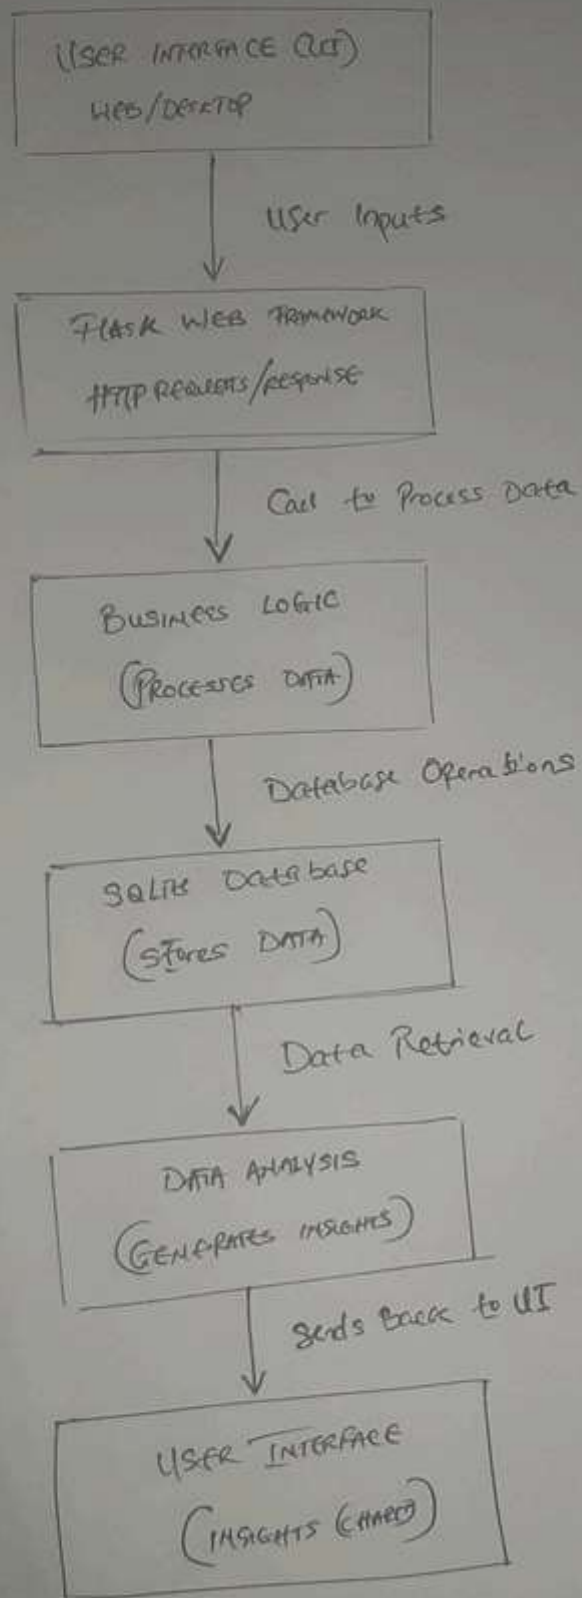 USER INTERFACE (UI)
WEB/DESKTOP
User Inputs
FLASK WEB FRAMEWORK
HTTP REQUESTS/RESPONSE
Call to Process Data
BUSINESS LOGIC
(PROCESSES DATA)
Database Operations
SQLITE Database
(Stores DATA)
Data Retrieval
DATA ANALYSIS
(GENERATES INSIGHTS)
Sends Back to UI
USER INTERFACE
(INSIGHTS